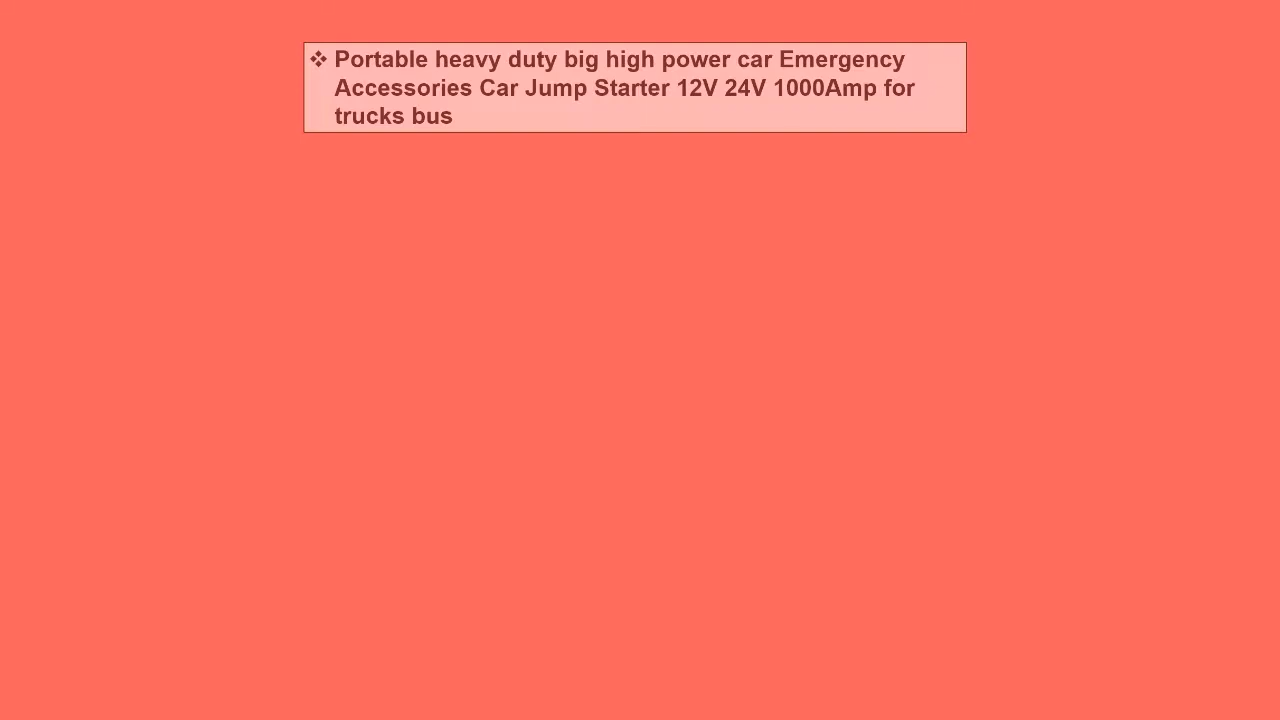 ❖ Portable heavy duty big high power car Emergency
Accessories Car Jump Starter 12V 24V 1000Amp for
trucks bus